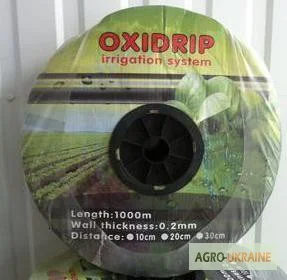 OXIDRIP
irrigation system
Length:1000m
Wall thickness:0.2mm
Distance: 10cm 20cm 30cm
AGRO-UKRAINE